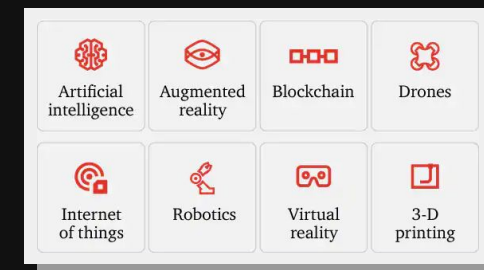 Artificial
intelligence
Augmented
reality
Blockchain
Drones
Internet
of things
Robotics
Virtual
reality
3-D
printing